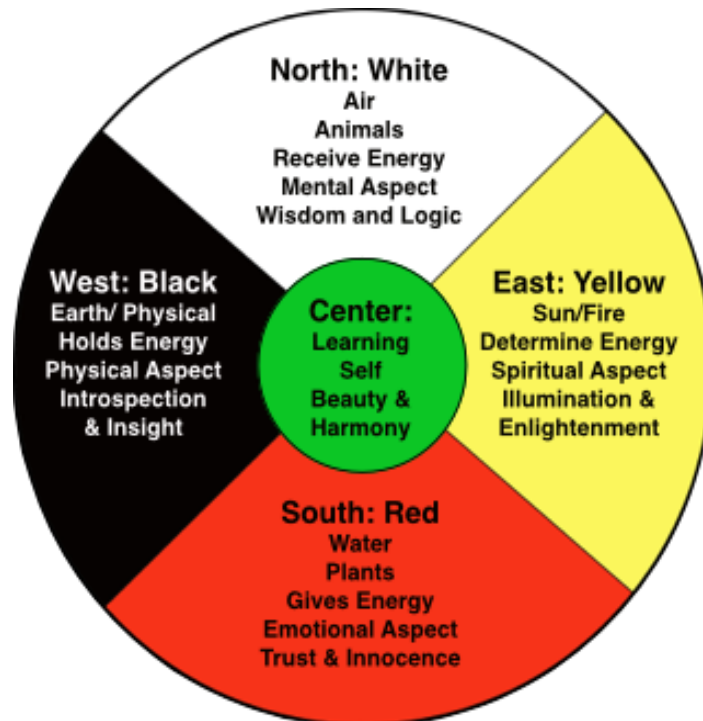 North: White
Air
Animals
Receive Energy
Mental Aspect
Wisdom and Logic
West: Black
Earth/ Physical
Holds Energy
Physical Aspect
Introspection
& Insight
Center:
Learning
Self
Beauty &
Harmony
East: Yellow
Sun/Fire
Determine Energy
Spiritual Aspect
Illumination &
Enlightenment
South: Red
Water
Plants
Gives Energy
Emotional Aspect
Trust & Innocence